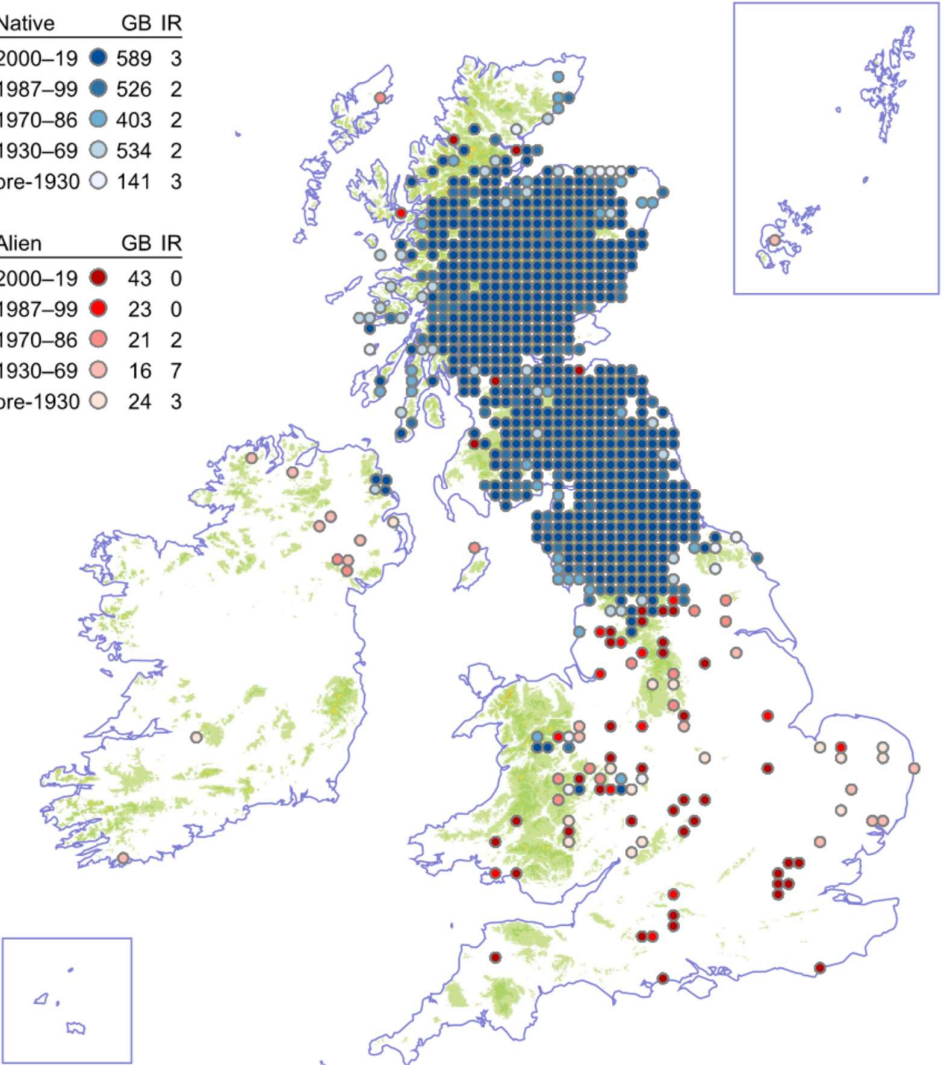 Native GB IR
2000–19 589 3
1987–99 526 2
1970–86 403 2
1930–69 534 2
pre-1930 141 3
Alien GB IR
2000–19 43 0
1987–99 23 0
1970–86 21 2
1930–69 16 7
pre-1930 24 3